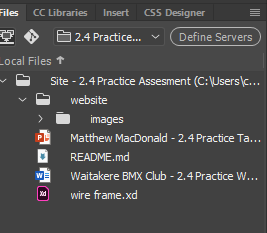 Files CC Libraries Insert CSS Designer
2.4 Practice... Define Servers
Local Files ↑
Site - 2.4 Practice Assesment (C:\Users\c...
website
images
Matthew MacDonald - 2.4 Practice Ta...
README.md
Waitakere BMX Club - 2.4 Practice W...
wire frame.xd